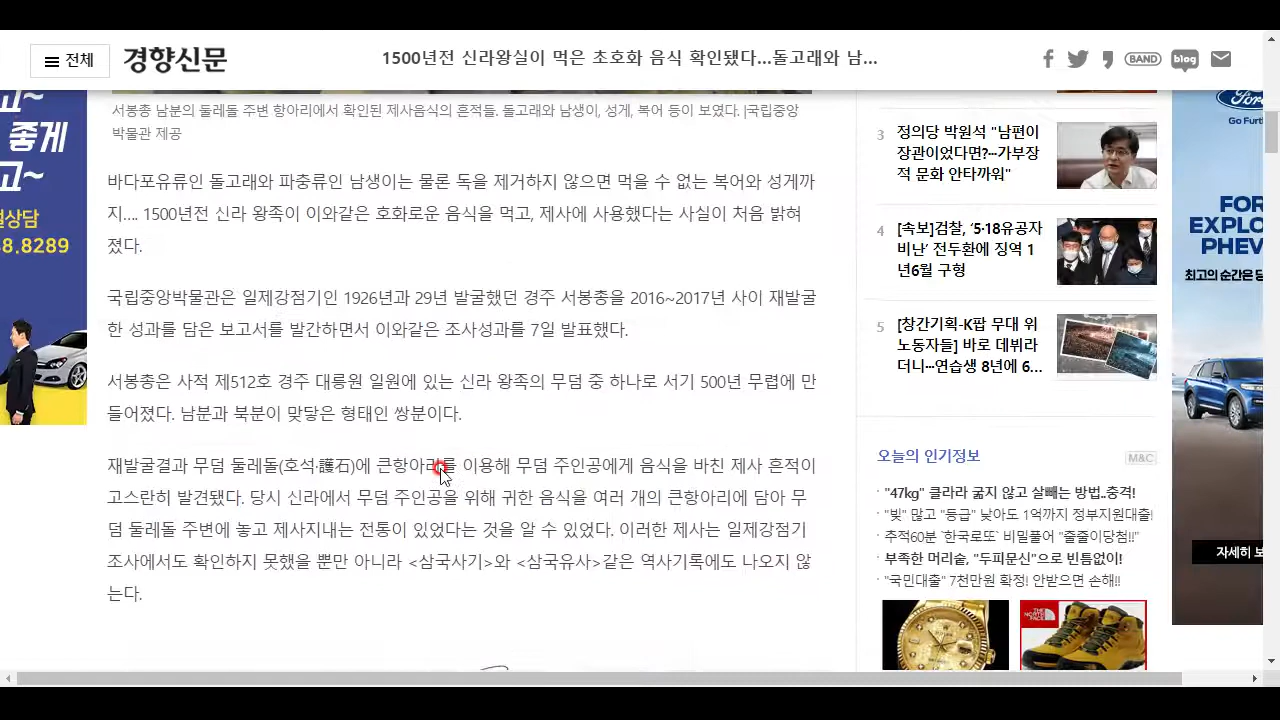 고~
좋게
고~
설상담
8.8289
전체
경향신문
1500년전 신라왕실이 먹은 초호화 음식 확인됐다...돌고래와 남...
BAND
blog
서봉총 남분의 둘레돌 주변 항아리에서 확인된 제사음식의 흔적들. 돌고래와 남생이, 성게, 복어 등이 보였다. |국립중앙
박물관 제공
바다포유류인 돌고래와 파충류인 남생이는 물론 독을 제거하지 않으면 먹을 수 없는 복어와 성게까
지.... 1500년전 신라 왕족이 이와같은 호화로운 음식을 먹고, 제사에 사용했다는 사실이 처음 밝혀
졌다.
국립중앙박물관은 일제강점기인 1926년과 29년 발굴했던 경주 서봉총을 2016~2017년 사이 재발굴
한 성과를 담은 보고서를 발간하면서 이와같은 조사성과를 7일 발표했다.
서봉총은 사적 제512호 경주 대릉원 일원에 있는 신라 왕족의 무덤 중 하나로 서기 500년 무렵에 만
들어졌다. 남분과 북분이 맞닿은 형태인 쌍분이다.
재발굴결과 무덤 둘레돌(호석·護石)에 큰항아리를 이용해 무덤 주인공에게 음식을 바친 제사 흔적이
고스란히 발견됐다. 당시 신라에서 무덤 주인공을 위해 귀한 음식을 여러 개의 큰항아리에 담아 무
덤 둘레돌 주변에 놓고 제사지내는 전통이 있었다는 것을 알 수 있었다. 이러한 제사는 일제강점기
조사에서도 확인하지 못했을 뿐만 아니라 <삼국사기>와 <삼국유사>같은 역사기록에도 나오지 않
는다.
3 정의당 박원석 "남편이
장관이었다면?…가부장
적 문화 안타까워"
4 [속보]검찰, '5·18유공자
비난' 전두환에 징역 1
년6월 구형
5 [창간기획-K팝 무대 위
노동자들] 바로 데뷔라
더니…연습생 8년에 6...
오늘의 인기정보
M&C
· "47kg" 클라라 굶지 않고 살빼는 방법..충격!
· "빚" 많고 "등급" 낮아도 1억까지 정부지원대출!
· 추적60분 '한국로또' 비밀풀어 "줄줄이당첨!!"
· 부족한 머리숱, "두피문신"으로 빈틈없이!
· "국민대출" 7천만원 확정! 안받으면 손해!!
THE NORTH FACE
Ford
Go Furt
FOR
EXPLO
PHEV
최고의 순간은 당
자세히 보